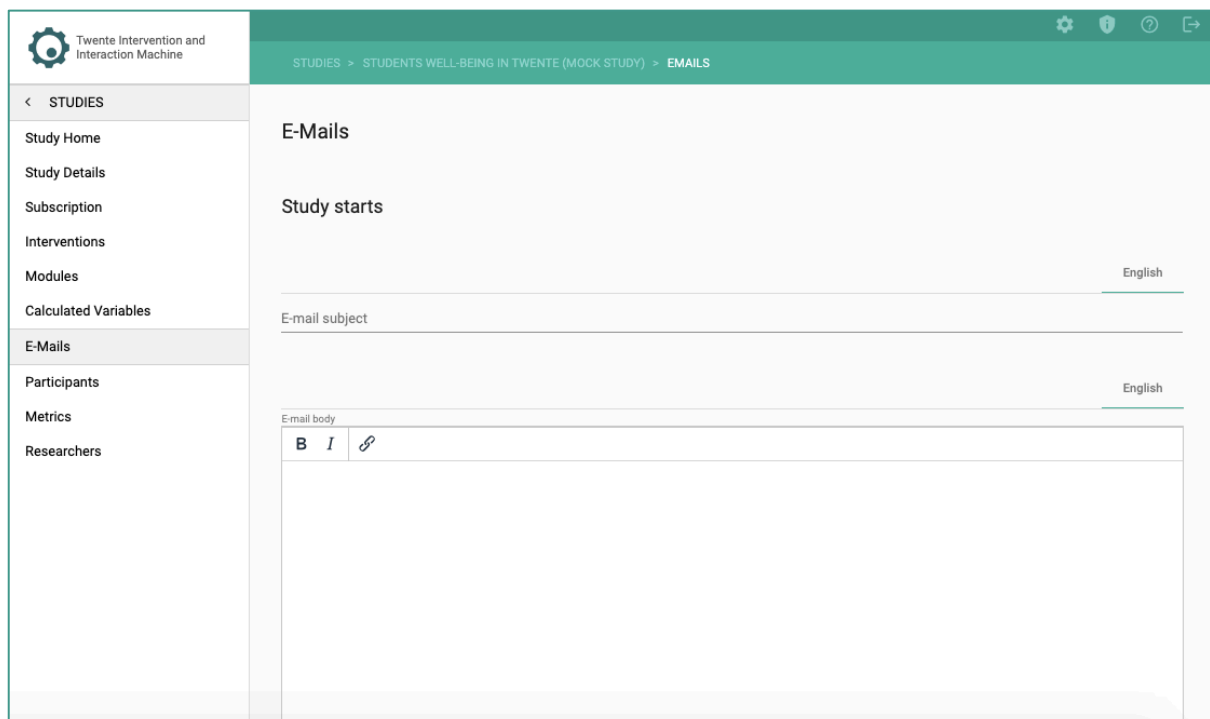 Twente Intervention and
Interaction Machine
STUDIES > STUDENTS WELL-BEING IN TWENTE (MOCK STUDY) > EMAILS
< STUDIES
Study Home
Study Details
Subscription
Interventions
Modules
Calculated Variables
E-Mails
Participants
Metrics
Researchers
E-Mails
Study starts
English
E-mail subject
English
E-mail body
B I